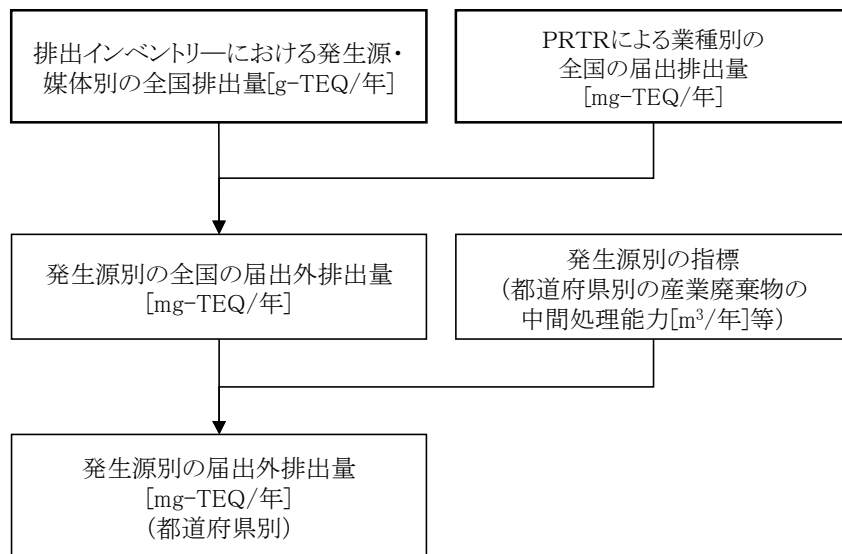 排出インベントリーにおける発生源・
媒体別の全国排出量[g-TEQ/年]
PRTRによる業種別の
全国の届出排出量
[mg-TEQ/年]
発生源別の全国の届出外排出量
[mg-TEQ/年]
発生源別の指標
(都道府県別の産業廃棄物の
中間処理能力[m³/年]等)
発生源別の届出外排出量
[mg-TEQ/年]
(都道府県別)